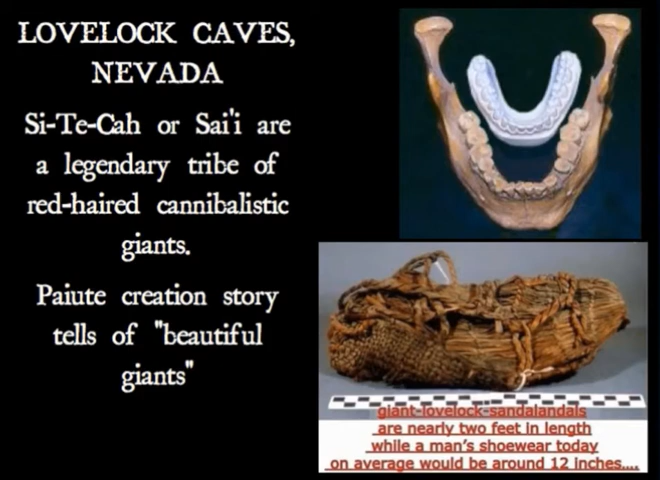 LOVELOCK CAVES,
NEVADA
Si-Te-Cah or Sai'i are
a legendary tribe of
red-haired cannibalistic
giants.
Paiute creation story
tells of "beautiful
giants"
giant-lovelock-sandalandals
are nearly two feet in length
while a man's shoewear today
on average would be around 12 inches....